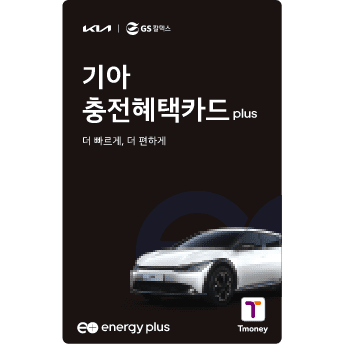 KIA | GS칼텍스
기아
충전혜택카드 plus
더 빠르게, 더 편하게
energy plus
Tmoney